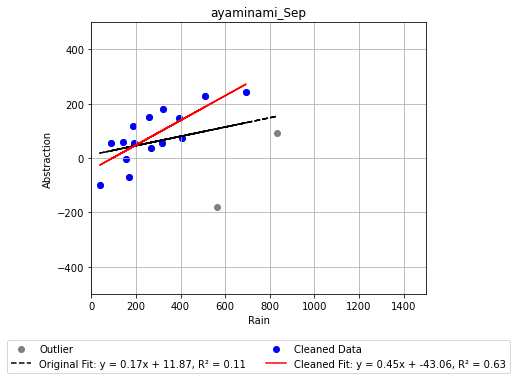 ayaminami_Sep
400
200
0
−200
−400
Abstraction
0 200 400 600 800 1000 1200 1400
Rain
Outlier
Original Fit: y = 0.17x + 11.87, R² = 0.11
Cleaned Data
Cleaned Fit: y = 0.45x + -43.06, R² = 0.63